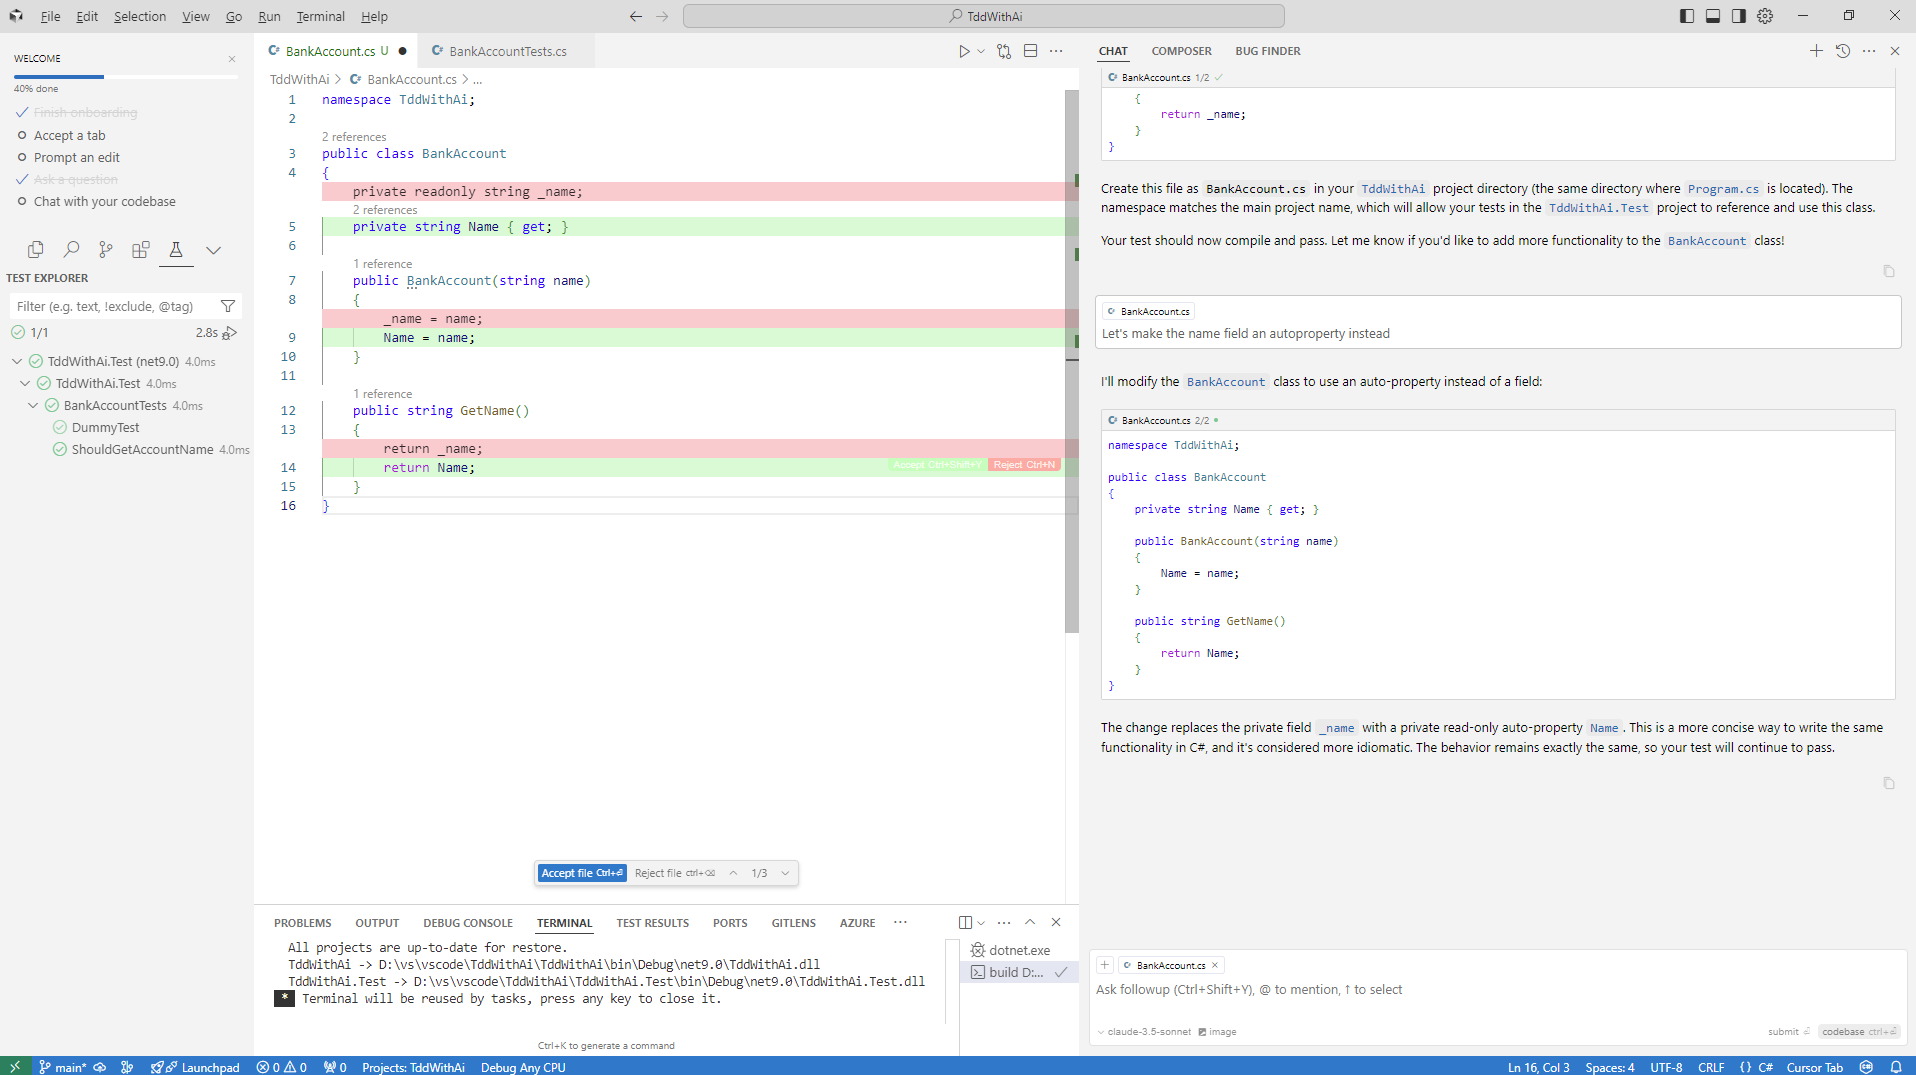 File Edit Selection View Go Run Terminal Help
TddWithAi
WELCOME
40% done
Finish onboarding
Accept a tab
Prompt an edit
Ask a question
Chat with your codebase
TEST EXPLORER
Filter (e.g. text, !exclude, @tag)
1/1 2.8s
TddWithAi.Test (net9.0) 4.0ms
TddWithAi.Test 4.0ms
BankAccountTests 4.0ms
DummyTest
ShouldGetAccountName 4.0ms
BankAccount.cs U
BankAccountTests.cs
TddWithAi > BankAccount.cs > ...
1 namespace TddWithAi;
2
2 references
3 public class BankAccount
4 {
private readonly string _name;
2 references
5 private string Name { get; }
6
1 reference
7 public BankAccount(string name)
8 {
_name = name;
9 Name = name;
10 }
11
1 reference
12 public string GetName()
13 {
return _name;
14 return Name;
Accept Ctrl+Shift+Y Reject Ctrl+N
15 }
16 }
Accept file Ctrl+⏎ Reject file ctrl+⌫ 1/3
PROBLEMS OUTPUT DEBUG CONSOLE TERMINAL TEST RESULTS PORTS GITLENS AZURE ...
All projects are up-to-date for restore.
TddWithAi -> D:\vs\vscode\TddWithAi\TddWithAi\bin\Debug\net9.0\TddWithAi.dll
TddWithAi.Test -> D:\vs\vscode\TddWithAi\TddWithAi.Test\bin\Debug\net9.0\TddWithAi.Test.dll
* Terminal will be reused by tasks, press any key to close it.
Ctrl+K to generate a command
dotnet.exe
build D:...
CHAT COMPOSER BUG FINDER
BankAccount.cs 1/2
{
return _name;
}
}
Create this file as BankAccount.cs in your TddWithAi project directory (the same directory where Program.cs is located). The
namespace matches the main project name, which will allow your tests in the TddWithAi.Test project to reference and use this class.
Your test should now compile and pass. Let me know if you'd like to add more functionality to the BankAccount class!
BankAccount.cs
Let's make the name field an autoproperty instead
I'll modify the BankAccount class to use an auto-property instead of a field:
BankAccount.cs 2/2
namespace TddWithAi;
public class BankAccount
{
private string Name { get; }
public BankAccount(string name)
{
Name = name;
}
public string GetName()
{
return Name;
}
}
The change replaces the private field _name with a private read-only auto-property Name. This is a more concise way to write the same
functionality in C#, and it's considered more idiomatic. The behavior remains exactly the same, so your test will continue to pass.
+ BankAccount.cs ×
Ask followup (Ctrl+Shift+Y), @ to mention, ↑ to select
claude-3.5-sonnet image
submit ⏎ codebase ctrl+⏎
main* Launchpad 0 0 0 Projects: TddWithAi Debug Any CPU
Ln 16, Col 3 Spaces: 4 UTF-8 CRLF {} C# Cursor Tab